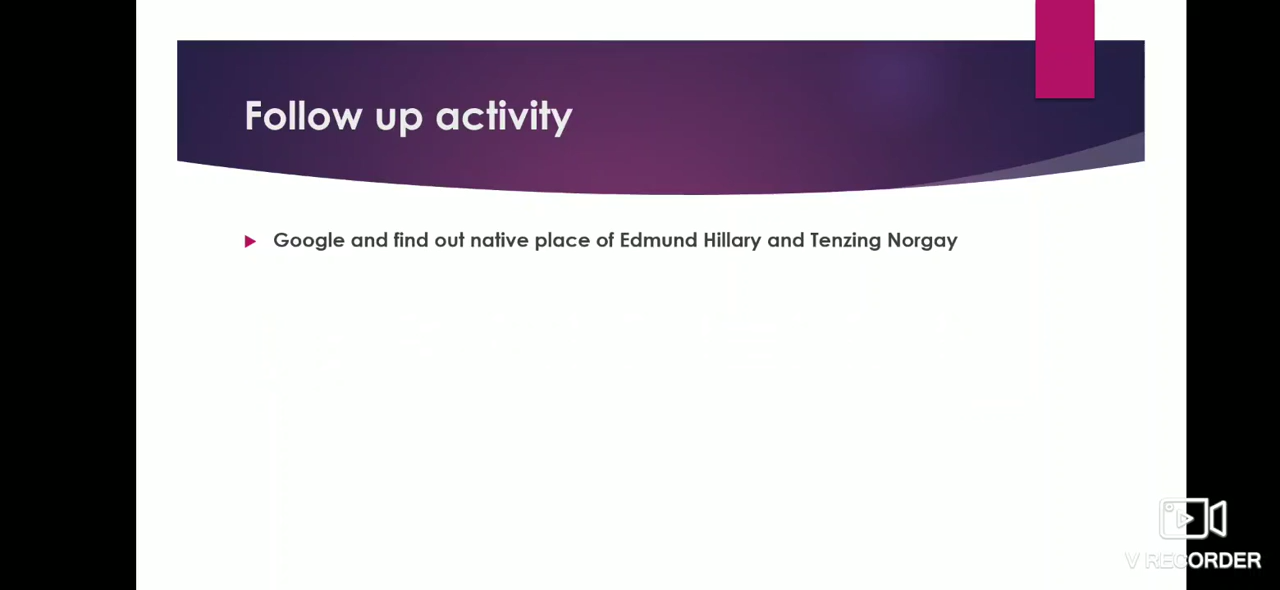 Follow up activity
Google and find out native place of Edmund Hillary and Tenzing Norgay
V RECORDER